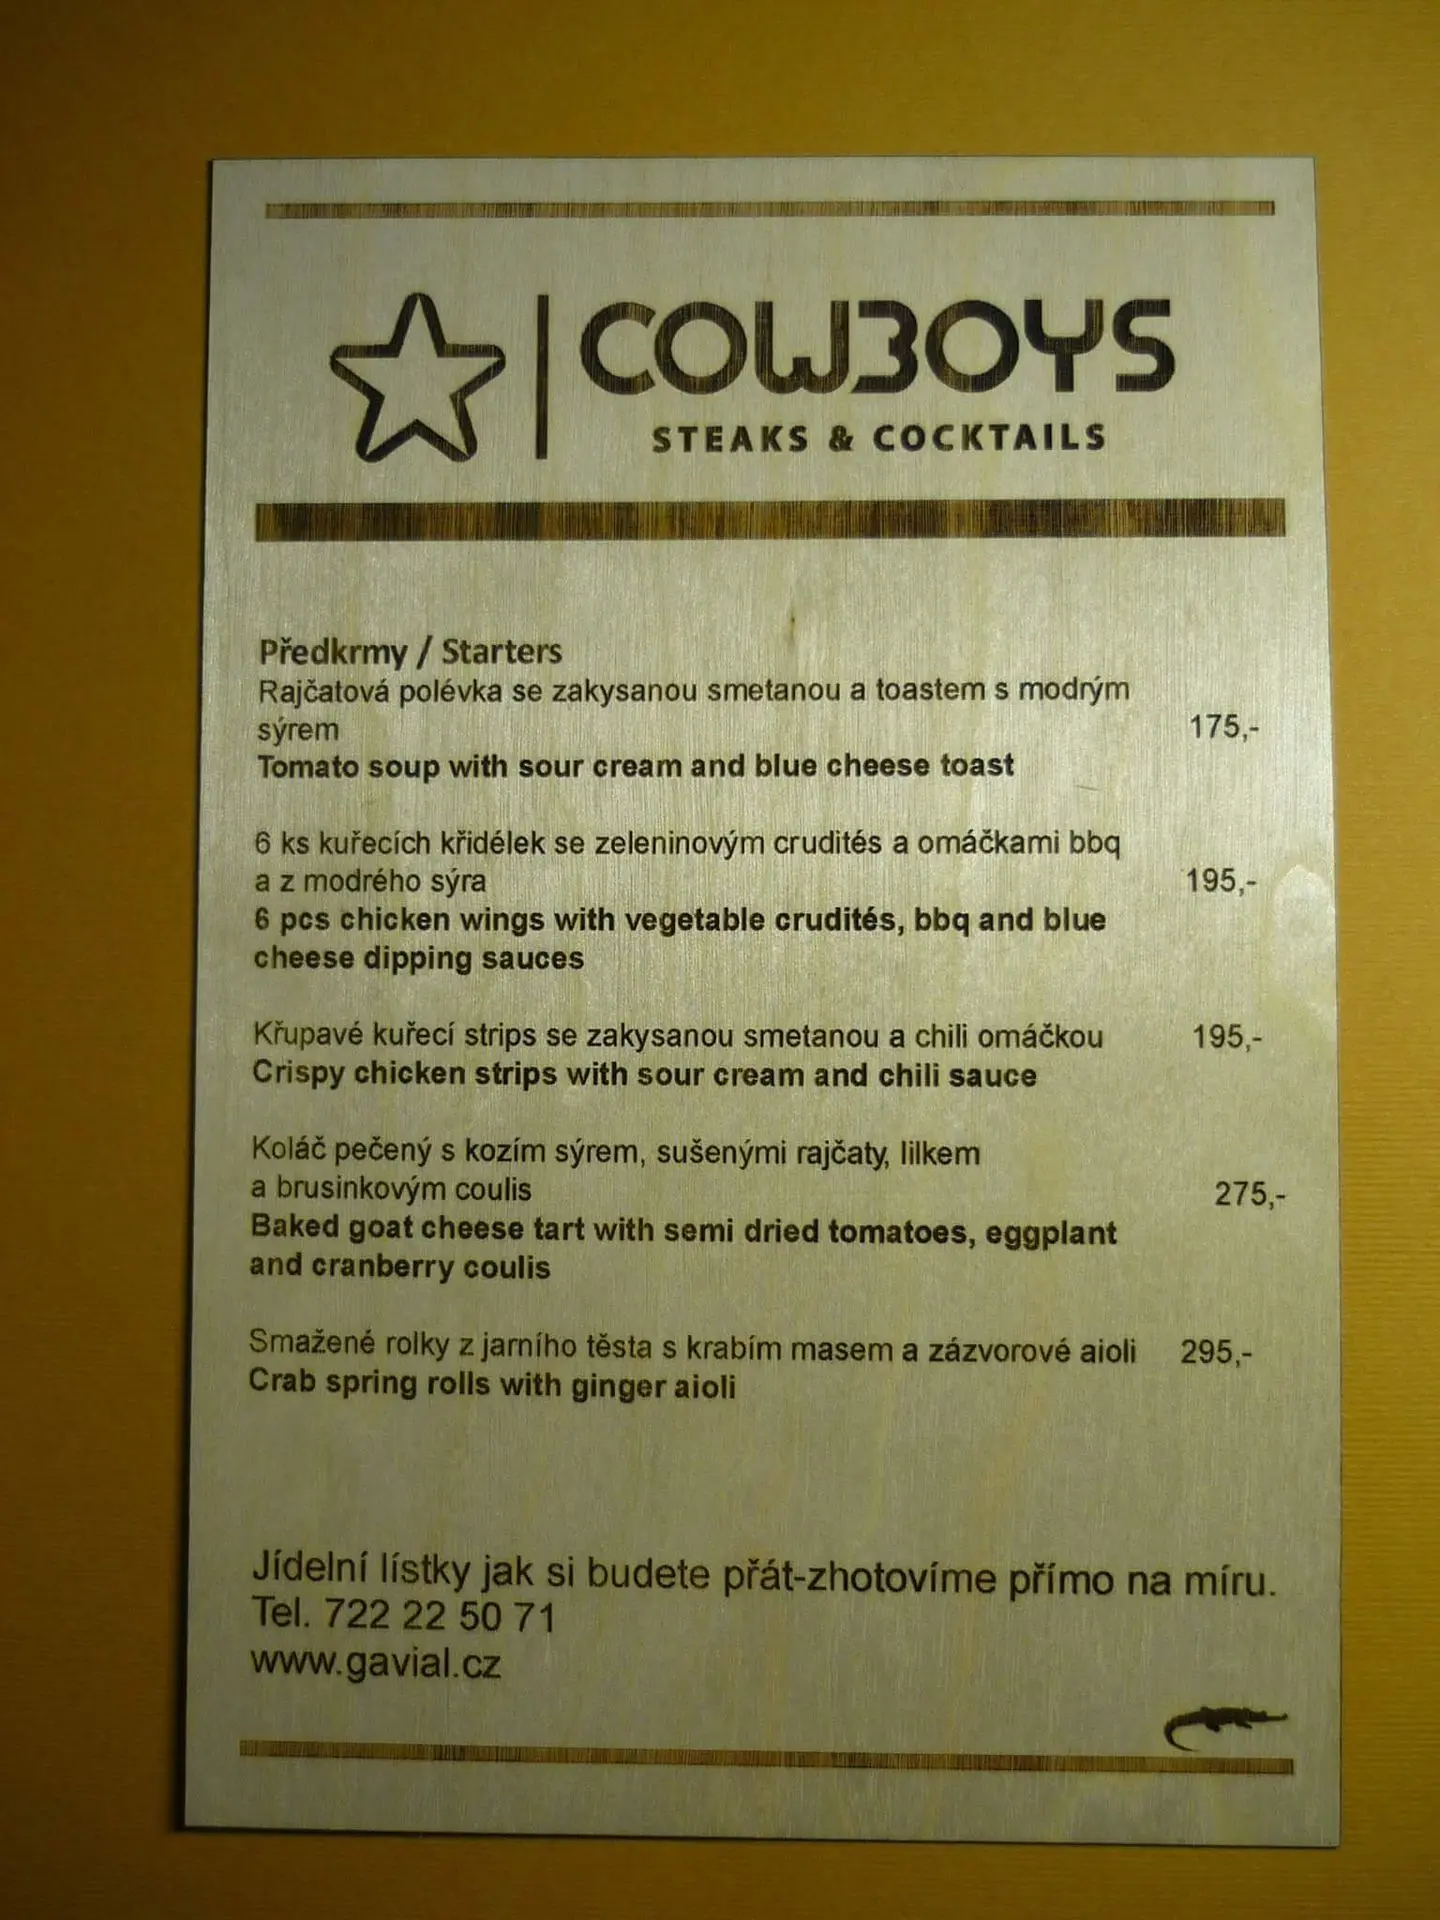 COWBOYS
STEAKS & COCKTAILS
Předkrmy / Starters
Rajčatová polévka se zakysanou smetanou a toastem s modrým
sýrem 175,-
Tomato soup with sour cream and blue cheese toast
6 ks kuřecích křidélek se zeleninovým crudités a omáčkami bbq
a z modrého sýra 195,-
6 pcs chicken wings with vegetable crudités, bbq and blue
cheese dipping sauces
Křupavé kuřecí strips se zakysanou smetanou a chili omáčkou 195,-
Crispy chicken strips with sour cream and chili sauce
Koláč pečený s kozím sýrem, sušenými rajčaty, lilkem
a brusinkovým coulis 275,-
Baked goat cheese tart with semi dried tomatoes, eggplant
and cranberry coulis
Smažené rolky z jarního těsta s krabím masem a zázvorové aioli 295,-
Crab spring rolls with ginger aioli
Jídelní lístky jak si budete přát-zhotovíme přímo na míru.
Tel. 722 22 50 71
www.gavial.cz